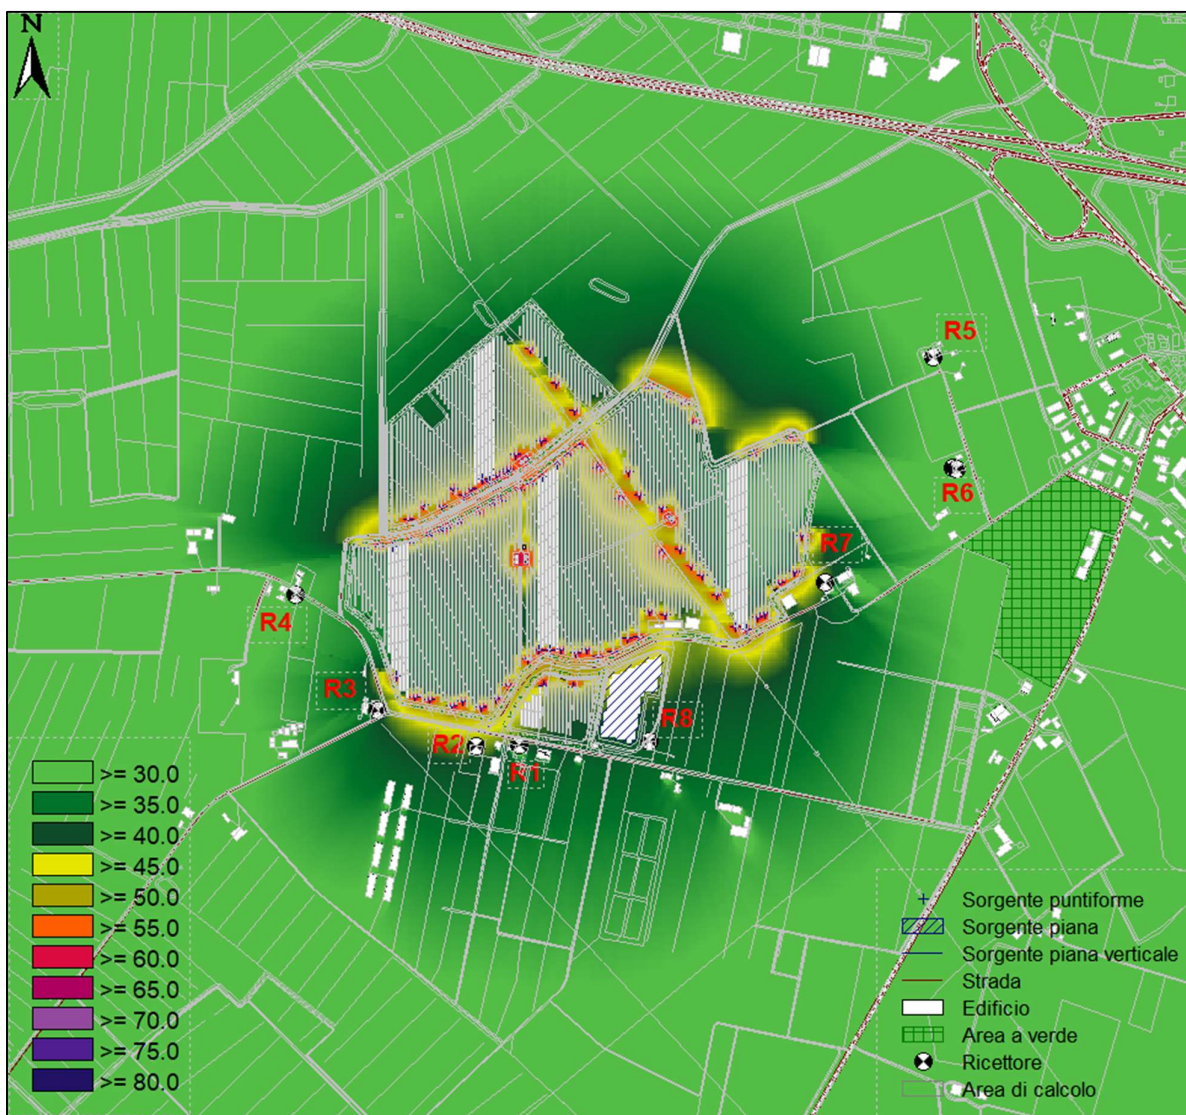 N
R5
R6
R7
R4
R3
R8
R2
R1
>= 30.0
>= 35.0
>= 40.0
>= 45.0
>= 50.0
>= 55.0
>= 60.0
>= 65.0
>= 70.0
>= 75.0
>= 80.0
Sorgente puntiforme
Sorgente piana
Sorgente piana verticale
Strada
Edificio
Area a verde
Ricettore
Area di calcolo